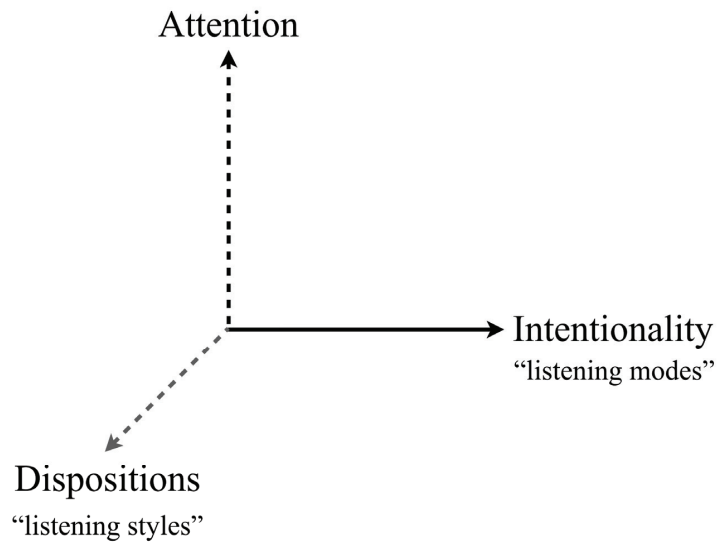 Attention
Intentionality
“listening modes”
Dispositions
“listening styles”